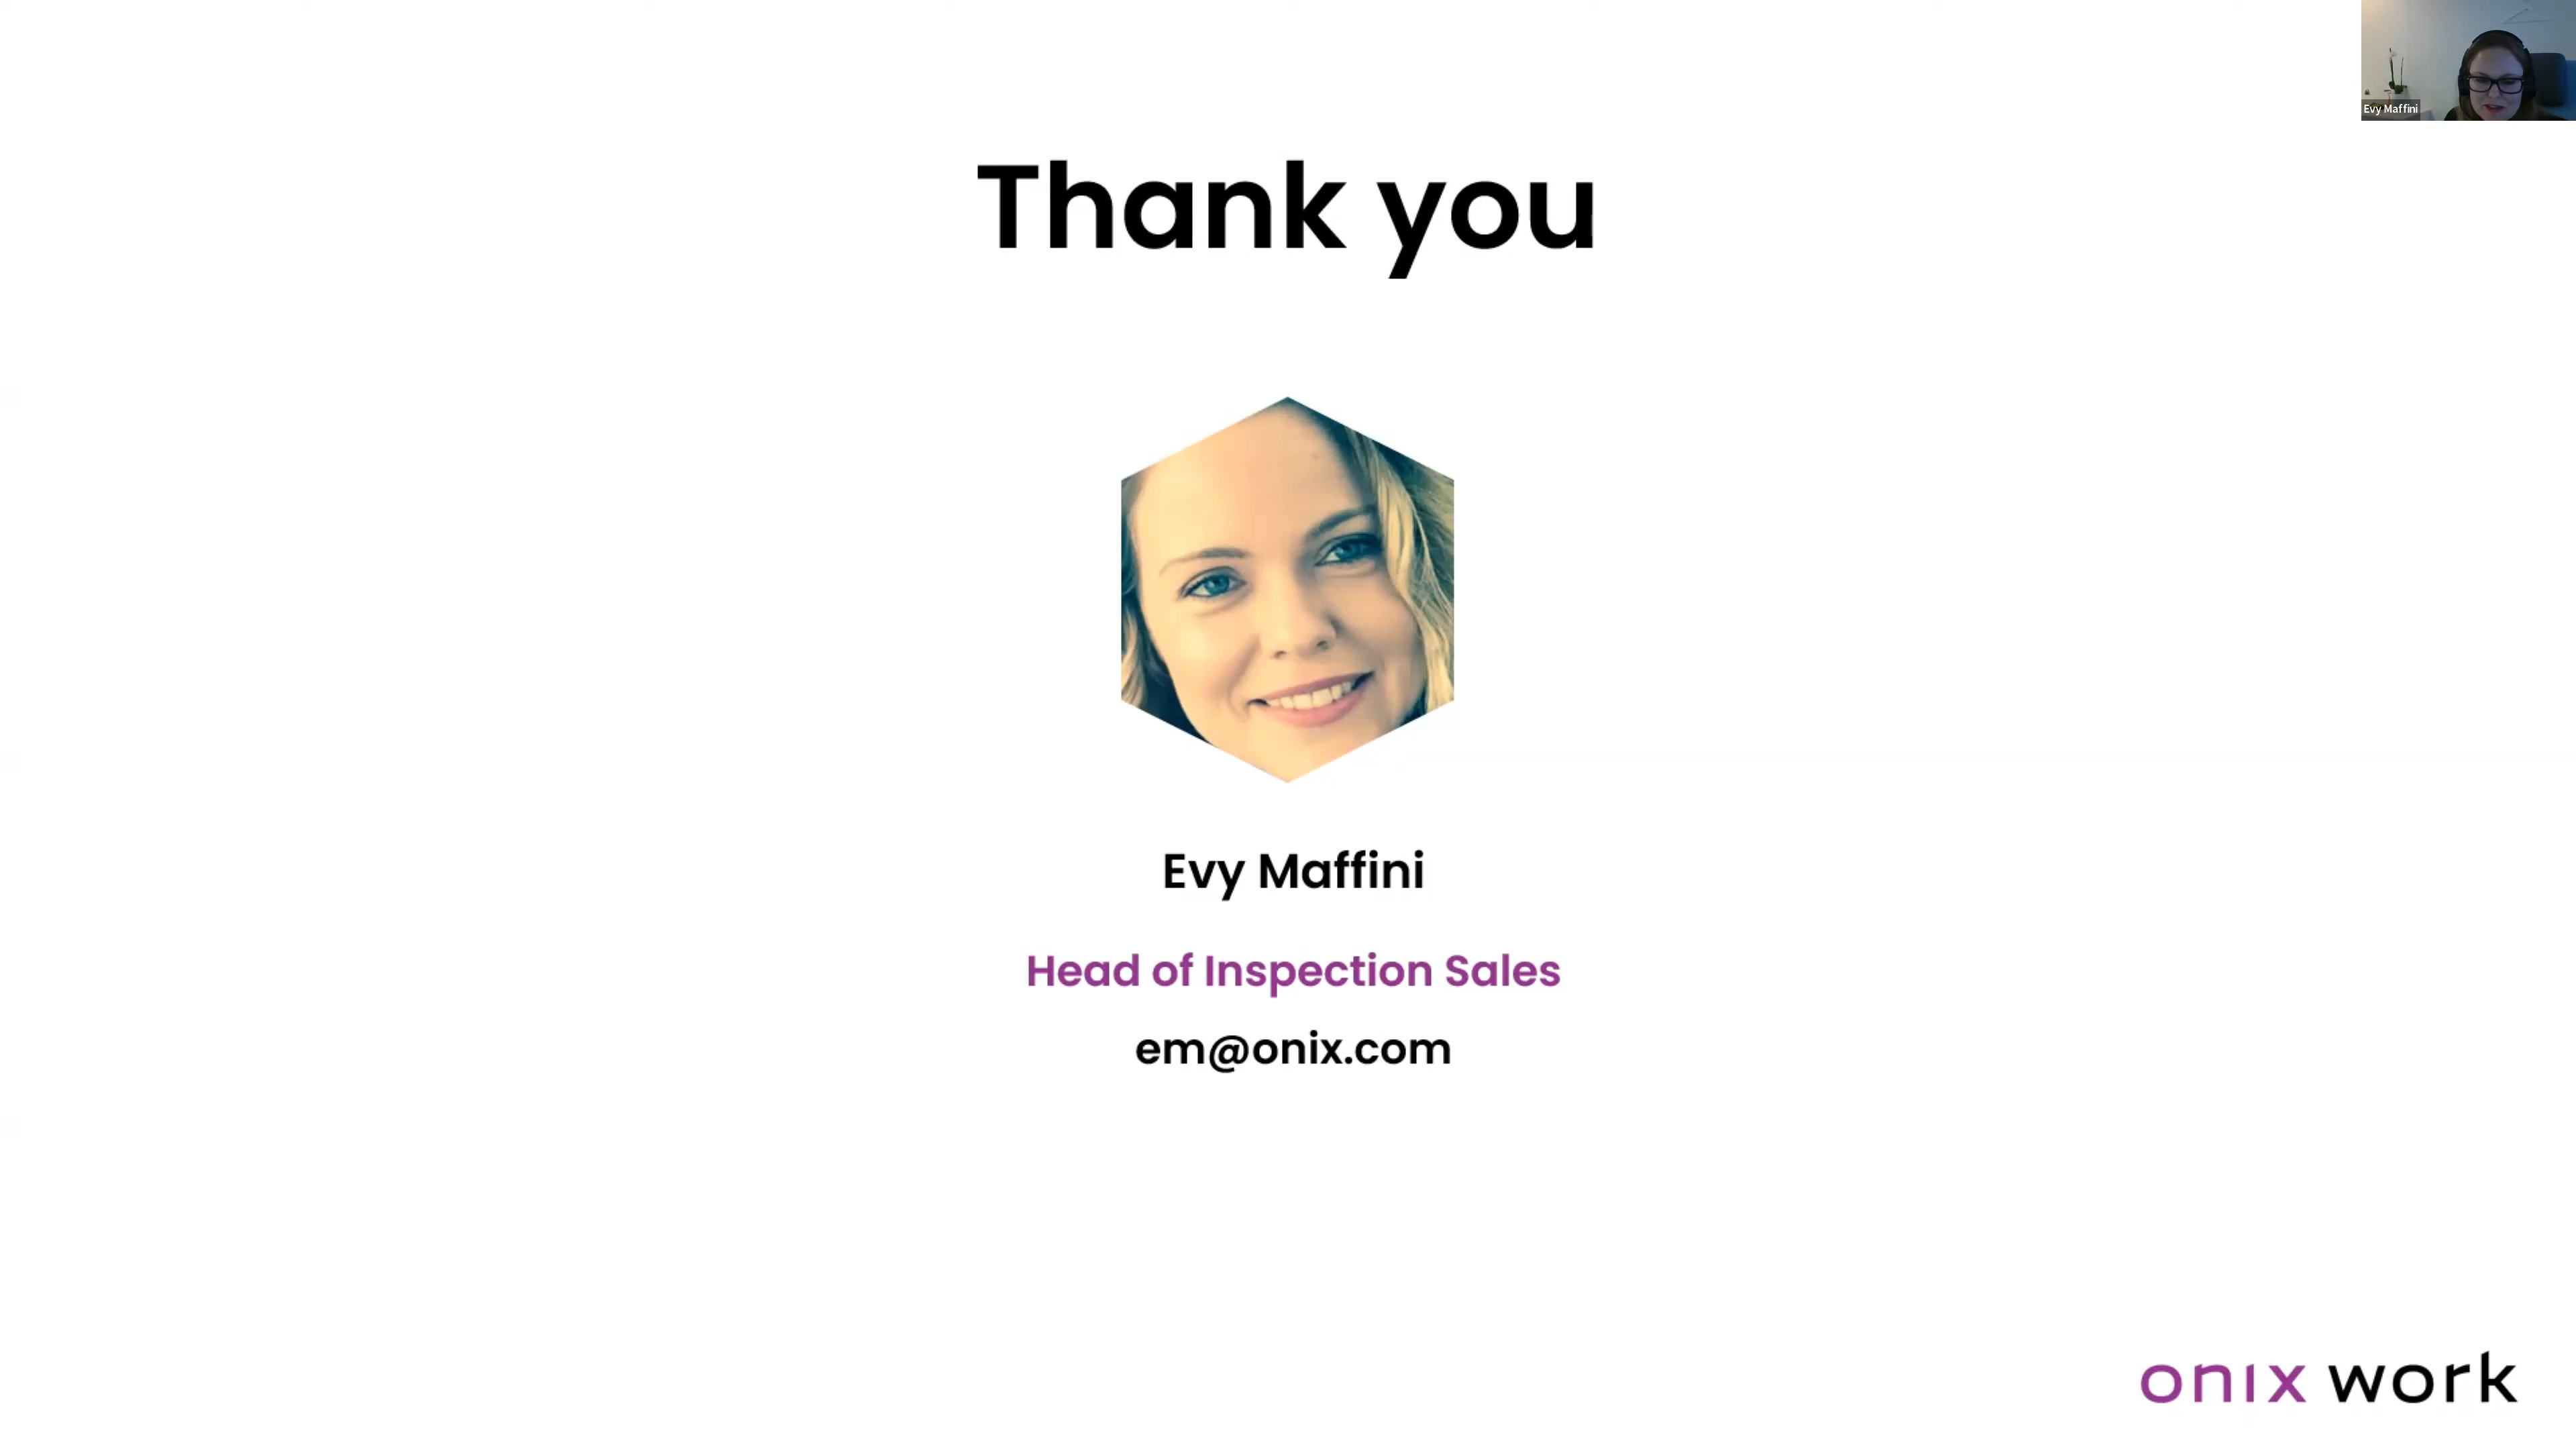 Evy Maffini
Thank you
Evy Maffini
Head of Inspection Sales
em@onix.com
onix work